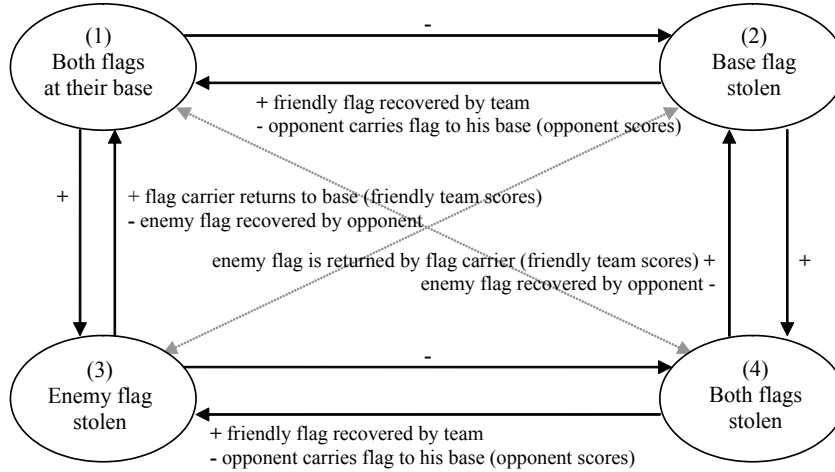 (1)
Both flags
at their base
-
(2)
Base flag
stolen
+ friendly flag recovered by team
- opponent carries flag to his base (opponent scores)
+
+ flag carrier returns to base (friendly team scores)
- enemy flag recovered by opponent
enemy flag is returned by flag carrier (friendly team scores) +
enemy flag recovered by opponent -
+
(3)
Enemy flag
stolen
-
(4)
Both flags
stolen
+ friendly flag recovered by team
- opponent carries flag to his base (opponent scores)